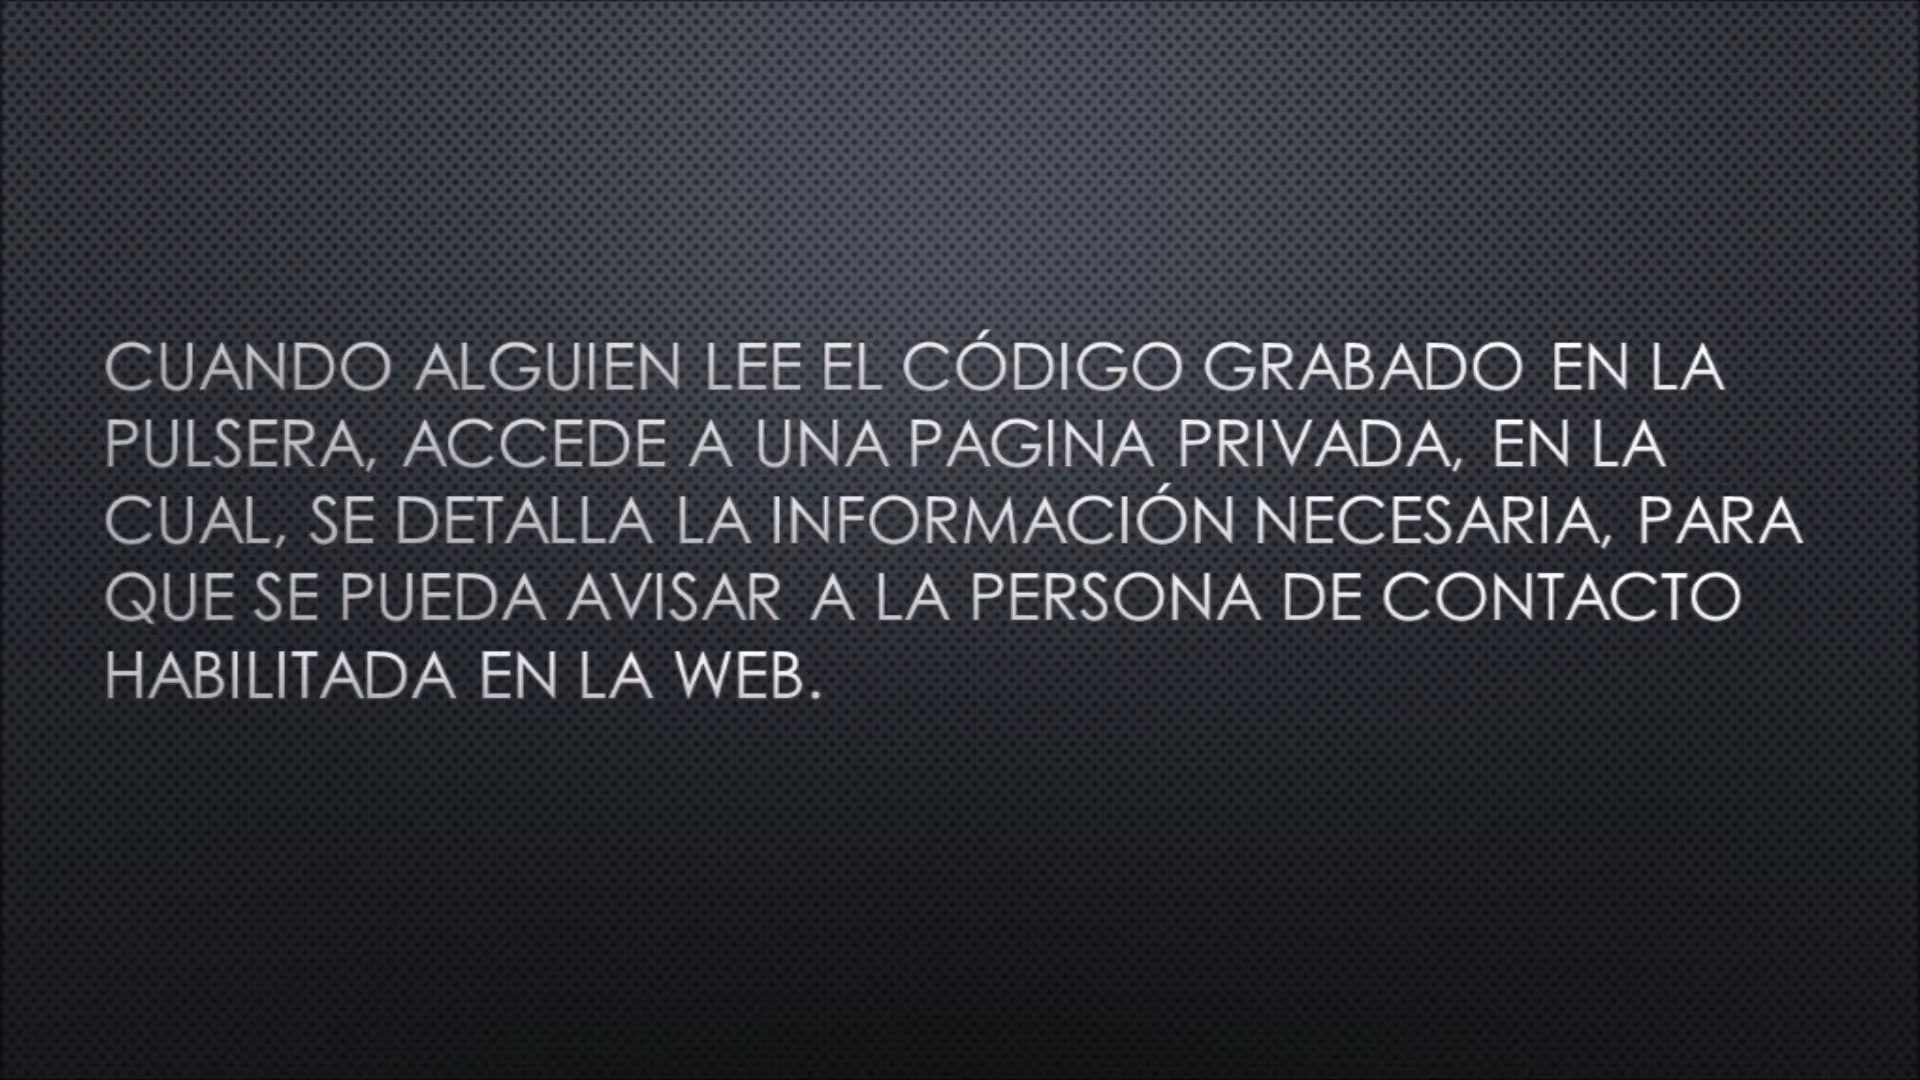 CUANDO ALGUIEN LEE EL CÓDIGO GRABADO EN LA
PULSERA, ACCEDE A UNA PAGINA PRIVADA, EN LA
CUAL, SE DETALLA LA INFORMACIÓN NECESARIA, PARA
QUE SE PUEDA AVISAR A LA PERSONA DE CONTACTO
HABILITADA EN LA WEB.